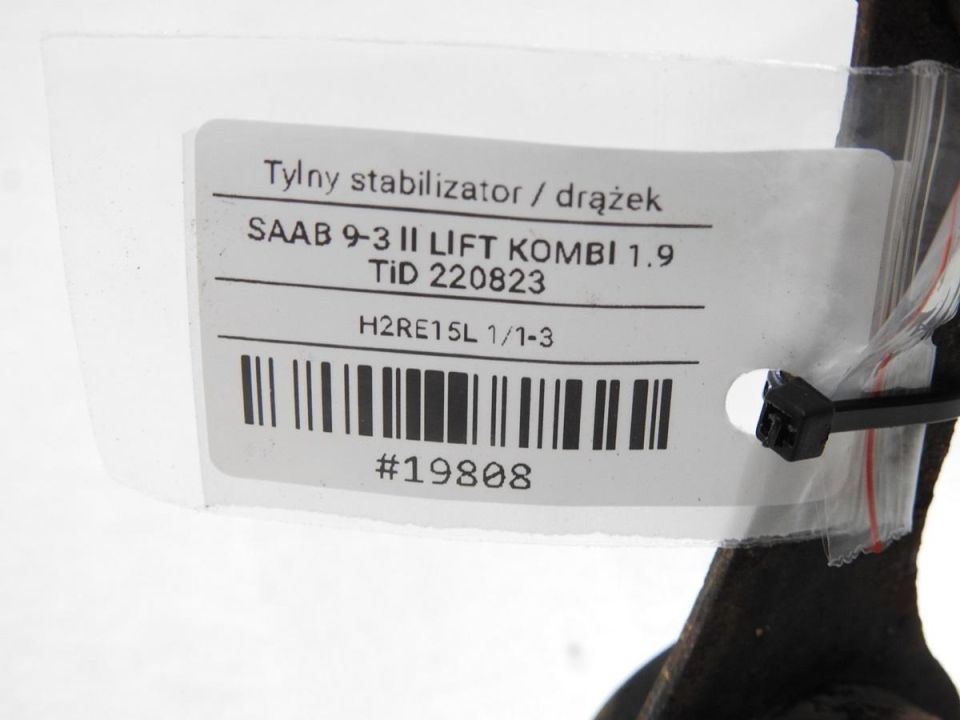 Tylny stabilizator / drążek
SAAB 9-3 II LIFT KOMBI 1.9
TiD 220823
H2RE15L 1/1-3
#19808